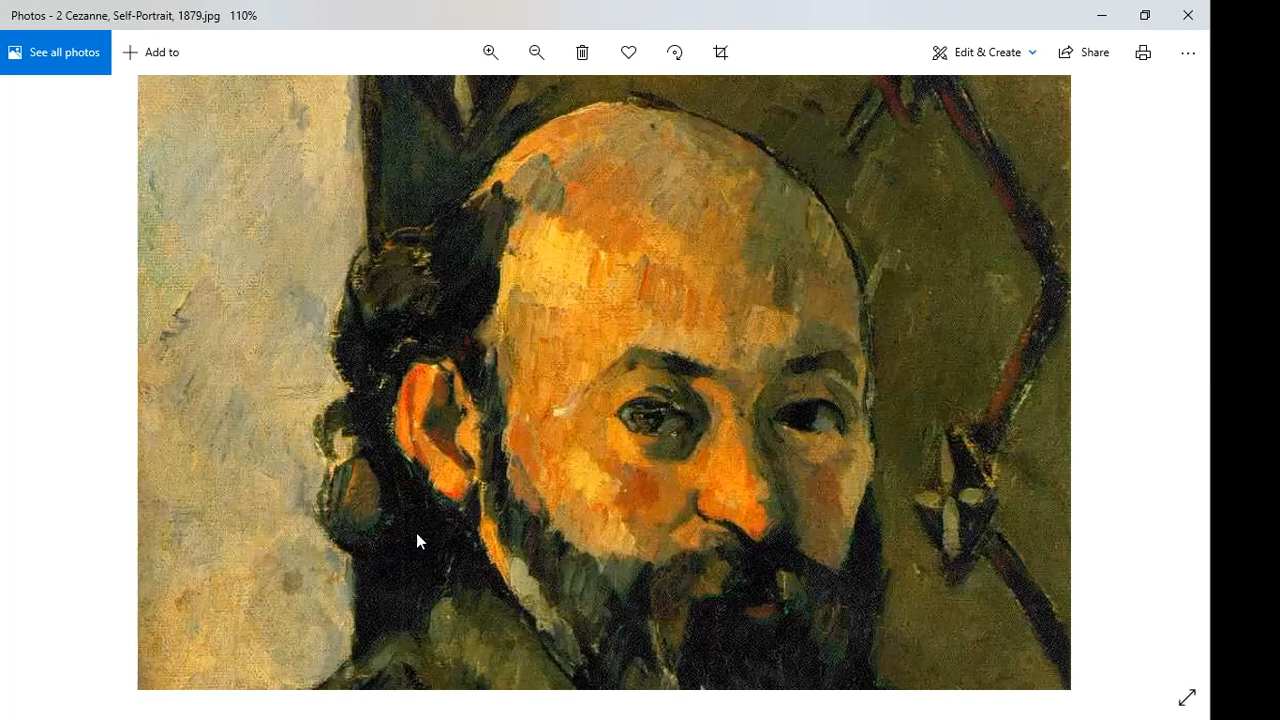 Photos - 2 Cezanne, Self-Portrait, 1879.jpg 110%
See all photos Add to Edit & Create Share